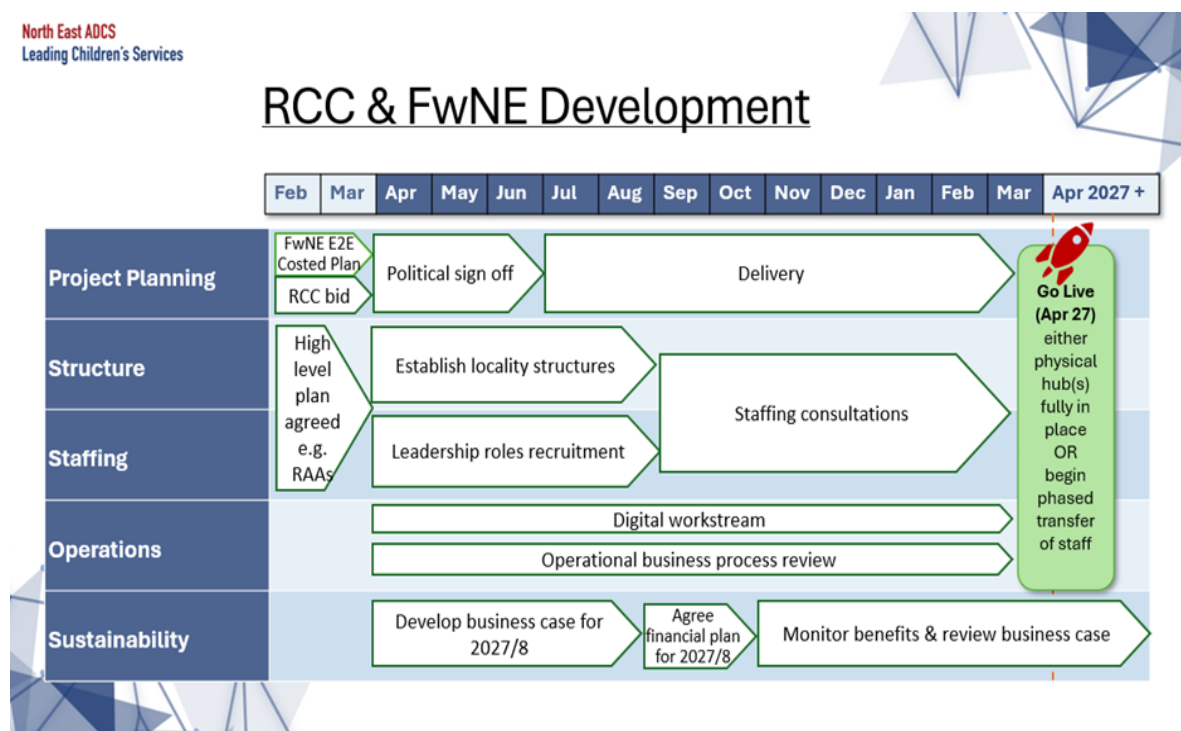 North East ADCS
Leading Children's Services
RCC & FwNE Development
Feb Mar Apr May Jun Jul Aug Sep Oct Nov Dec Jan Feb Mar Apr 2027 +
Project Planning
FwNE E2E
Costed Plan
RCC bid
Political sign off
Delivery
Structure
Staffing
High
level
plan
agreed
e.g.
RAAs
Establish locality structures
Leadership roles recruitment
Staffing consultations
Operations
Digital workstream
Operational business process review
Sustainability
Develop business case for
2027/8
Agree
financial plan
for 2027/8
Monitor benefits & review business case
Go Live
(Apr 27)
either
physical
hub(s)
fully in
place
OR
begin
phased
transfer
of staff